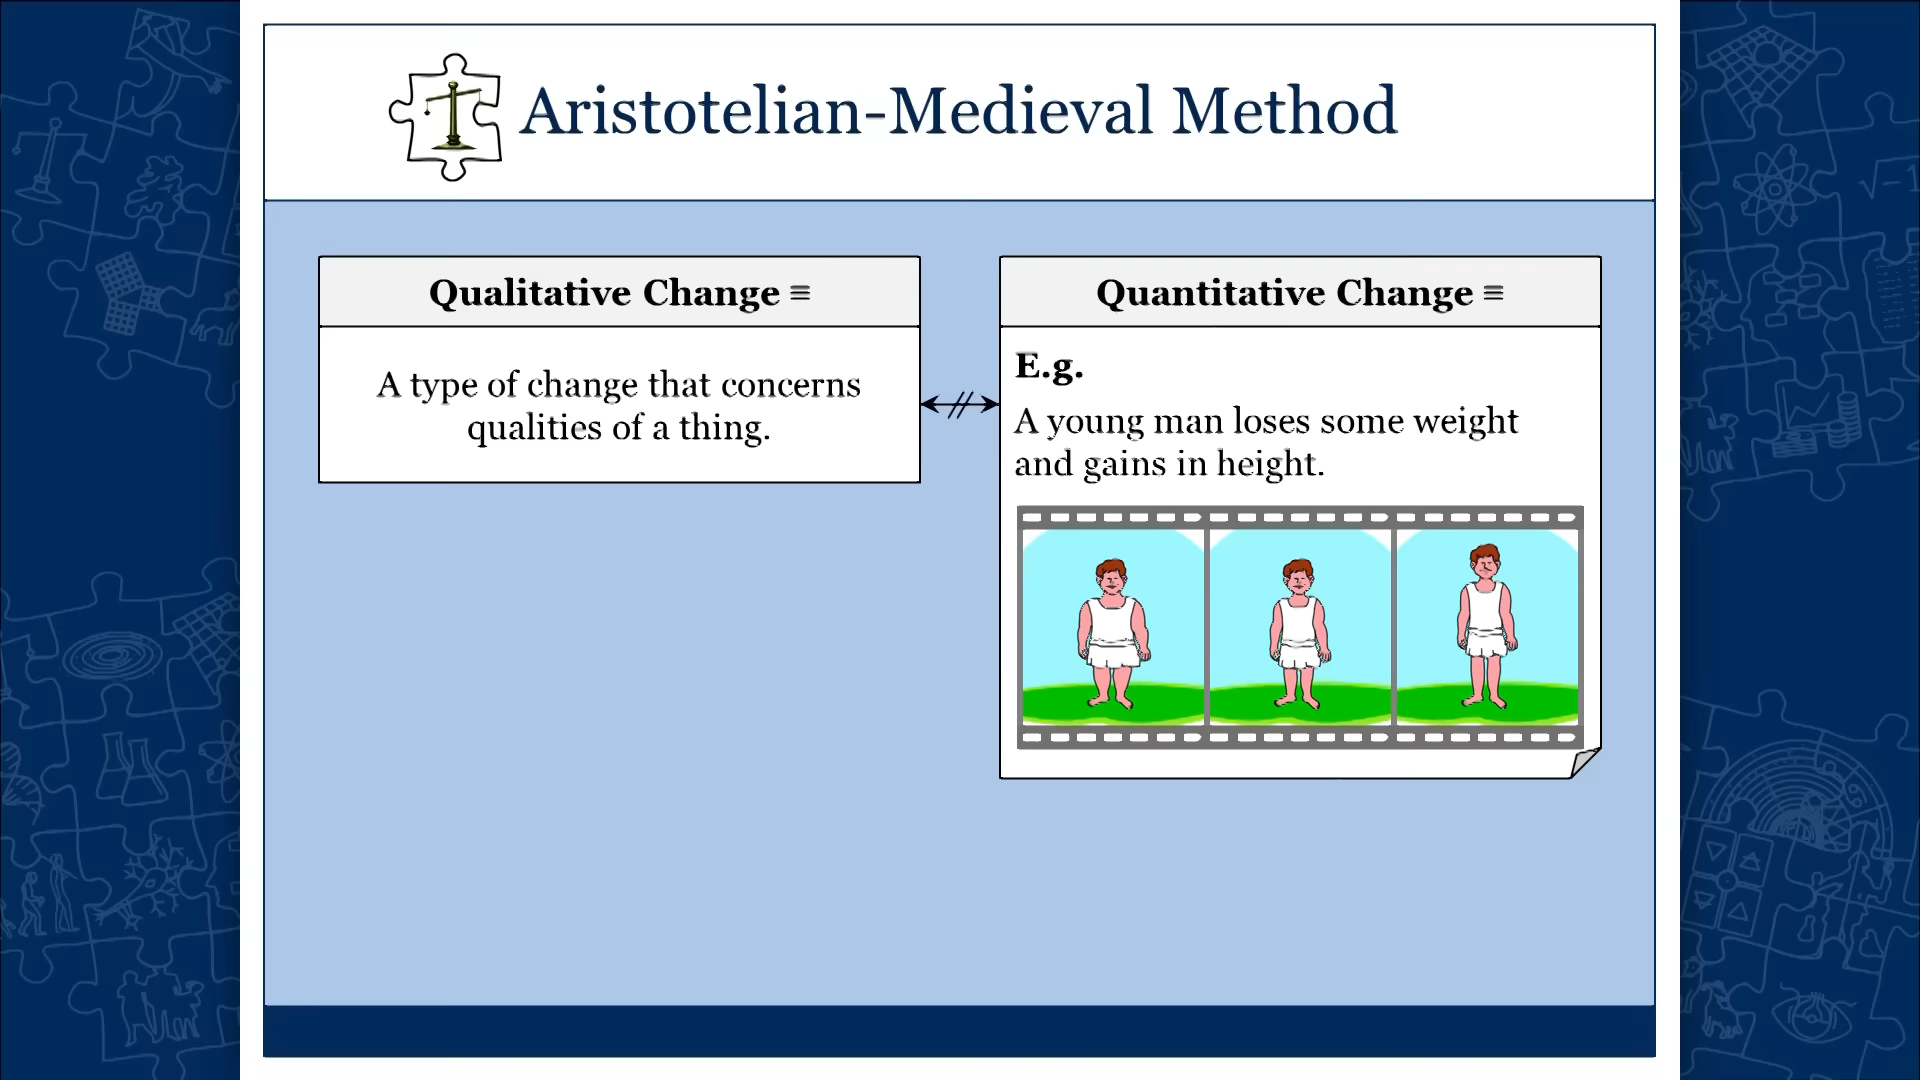 Aristotelian-Medieval Method
Qualitative Change ≡
A type of change that concerns
qualities of a thing.
Quantitative Change ≡
E.g.
A young man loses some weight
and gains in height.
√-1